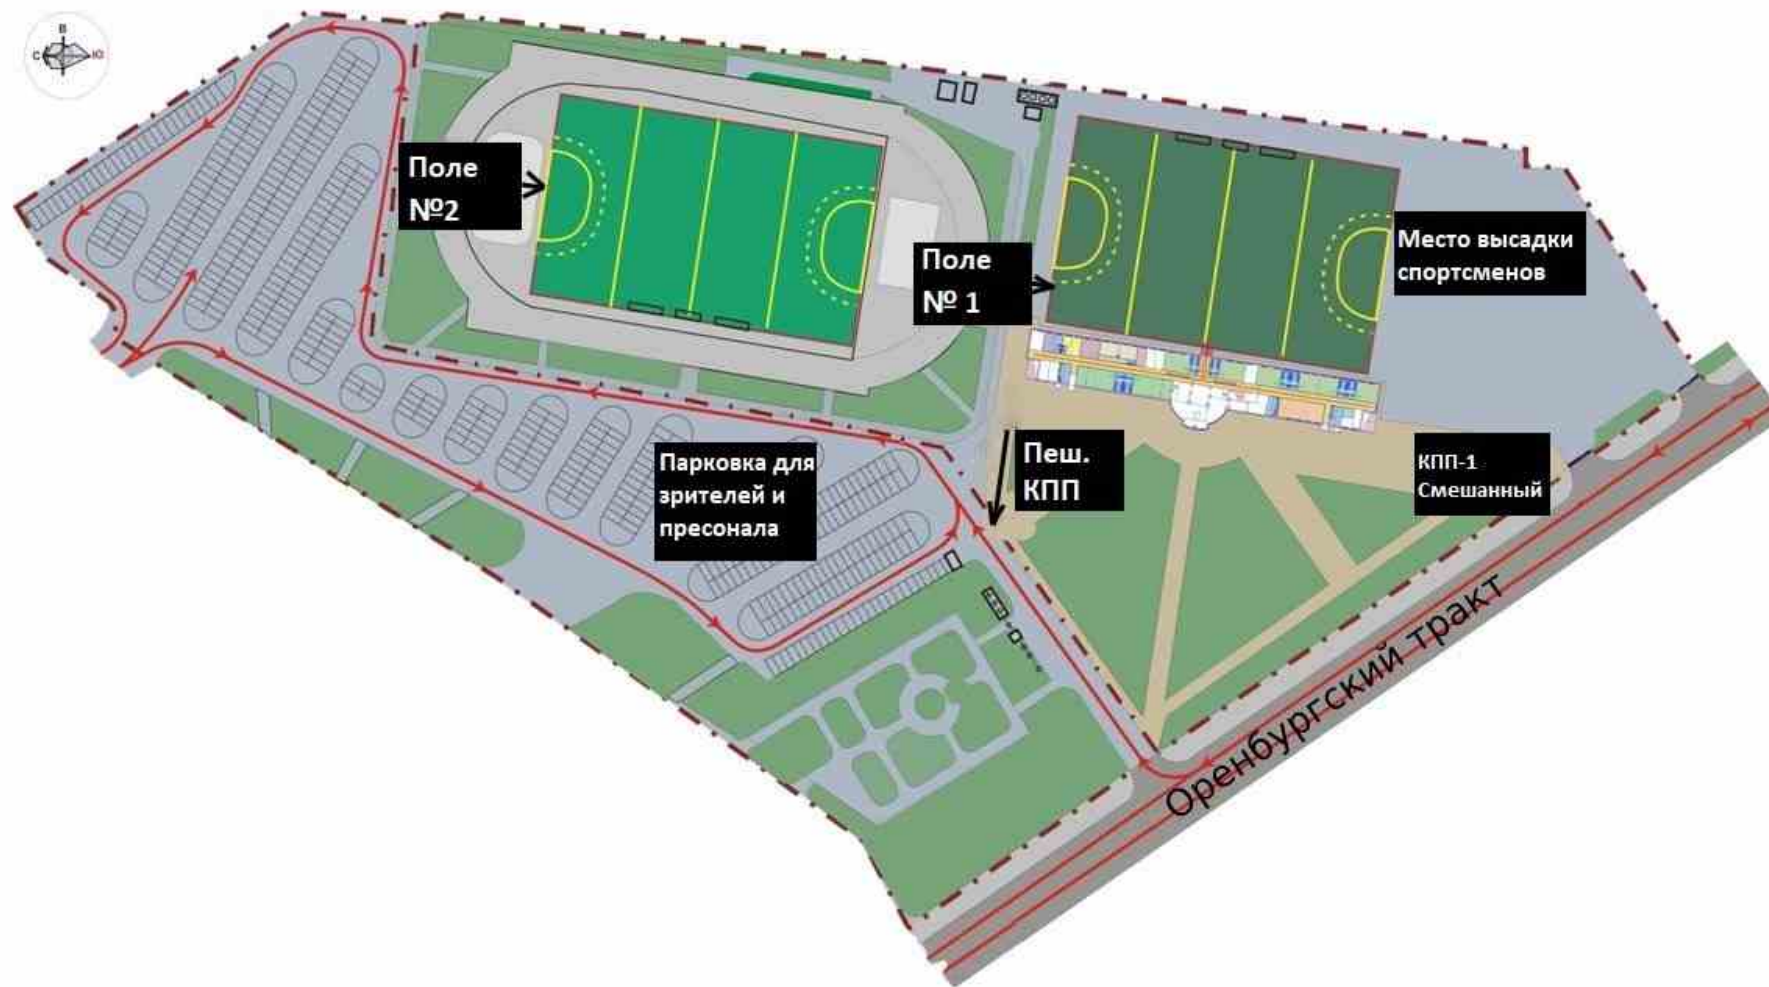 В
С
Ю
Поле
№2
Поле
№ 1
Место высадки
спортсменов
Пеш.
КПП
КПП-1
Смешанный
Парковка для
зрителей и
пресонала
Оренбургский тракт